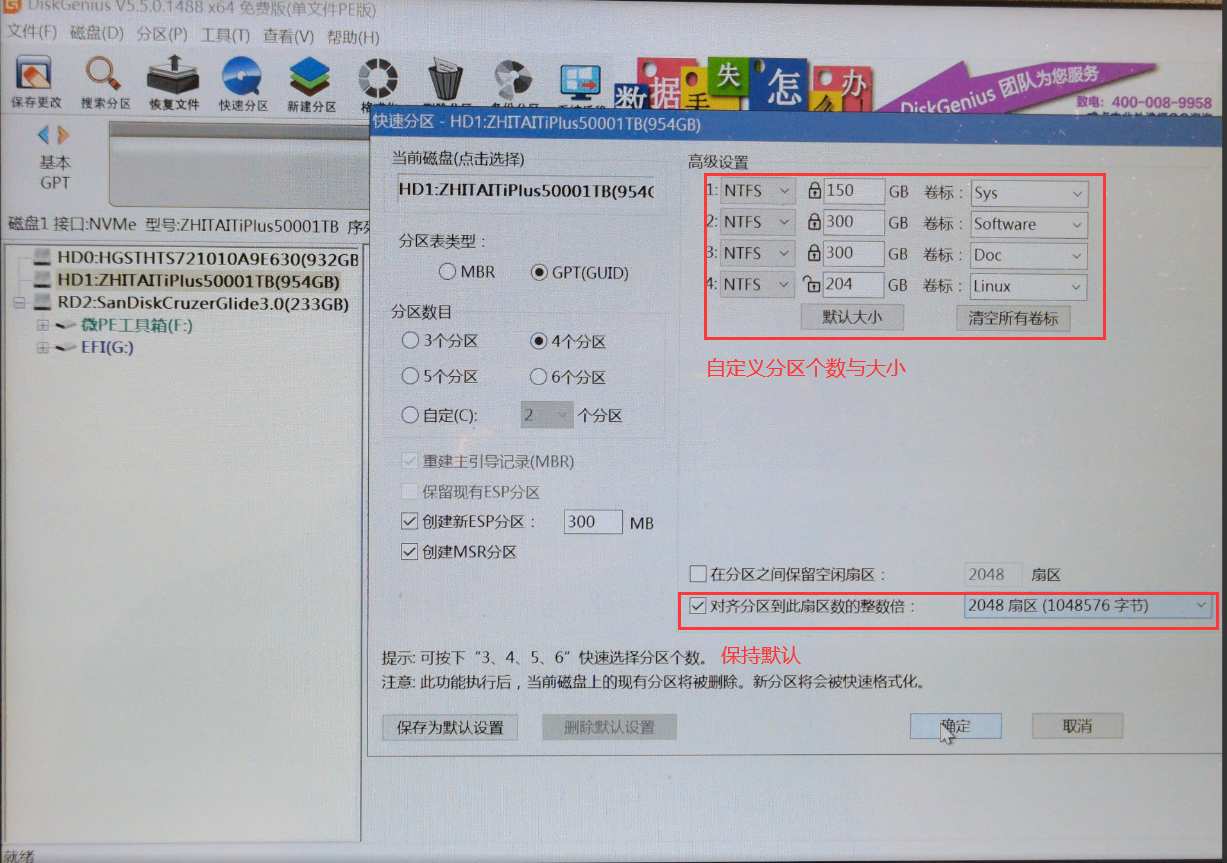 DiskGenius V5.5.0.1488 x64 免费版(单文件PE版)
文件(F) 磁盘(D) 分区(P) 工具(T) 查看(V) 帮助(H)
保存更改 搜索分区 恢复文件 快速分区 新建分区
数据 失 怎 办
DiskGenius 团队为您服务
致电: 400-008-9958
快速分区 - HD1:ZHITAITiPlus50001TB(954GB)
基本
GPT
磁盘1 接口:NVMe 型号:ZHITAITiPlus50001TB 序列
HD0:HGSTHTS721010A9E630(932GB
HD1:ZHITAITiPlus50001TB(954GB)
RD2:SanDiskCruzerGlide3.0(233GB)
微PE工具箱(F:)
EFI(G:)
当前磁盘(点击选择)
HD1:ZHITAITiPlus50001TB(954G
分区表类型：
MBR GPT(GUID)
分区数目
3个分区 4个分区
5个分区 6个分区
自定(C): 2 个分区
重建主引导记录(MBR)
保留现有ESP分区
创建新ESP分区： 300 MB
创建MSR分区
高级设置
1: NTFS 150 GB 卷标： Sys
2: NTFS 300 GB 卷标： Software
3: NTFS 300 GB 卷标： Doc
4: NTFS 204 GB 卷标： Linux
默认大小 清空所有卷标
自定义分区个数与大小
在分区之间保留空闲扇区： 2048 扇区
对齐分区到此扇区数的整数倍： 2048 扇区 (1048576 字节)
提示: 可按下“3、4、5、6”快速选择分区个数。 保持默认
注意: 此功能执行后，当前磁盘上的现有分区将被删除。新分区将会被快速格式化。
保存为默认设置 删除默认设置 确定 取消
就绪